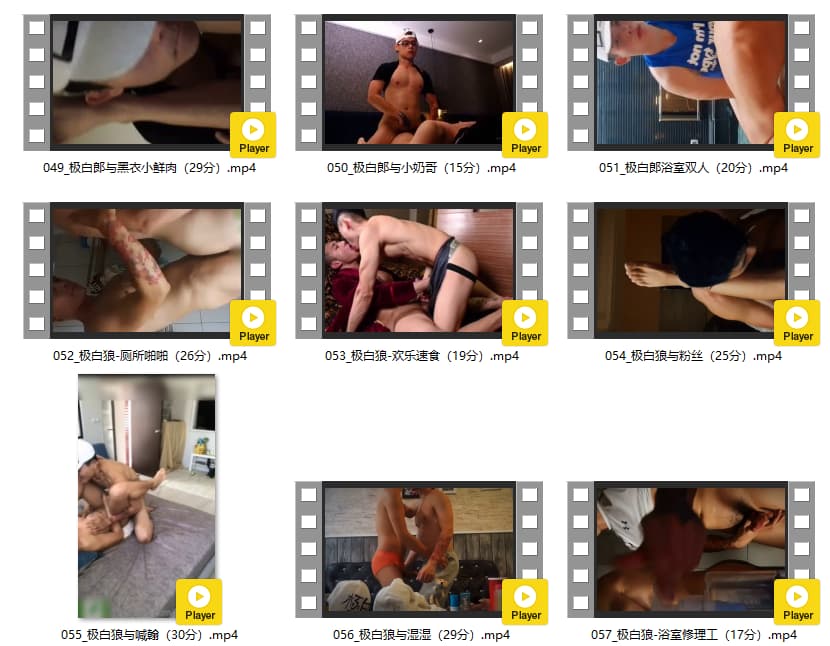 Player
Player
Player
049_极白郎与黑衣小鲜肉（29分）.mp4
050_极白郎与小奶哥（15分）.mp4
051_极白郎浴室双人（20分）.mp4
Player
Player
Player
052_极白狼-厕所啪啪（26分）.mp4
053_极白狼-欢乐速食（19分）.mp4
054_极白狼与粉丝（25分）.mp4
Player
Player
Player
055_极白狼与喊翰（30分）.mp4
056_极白狼与湿湿（29分）.mp4
057_极白狼-浴室修理工（17分）.mp4